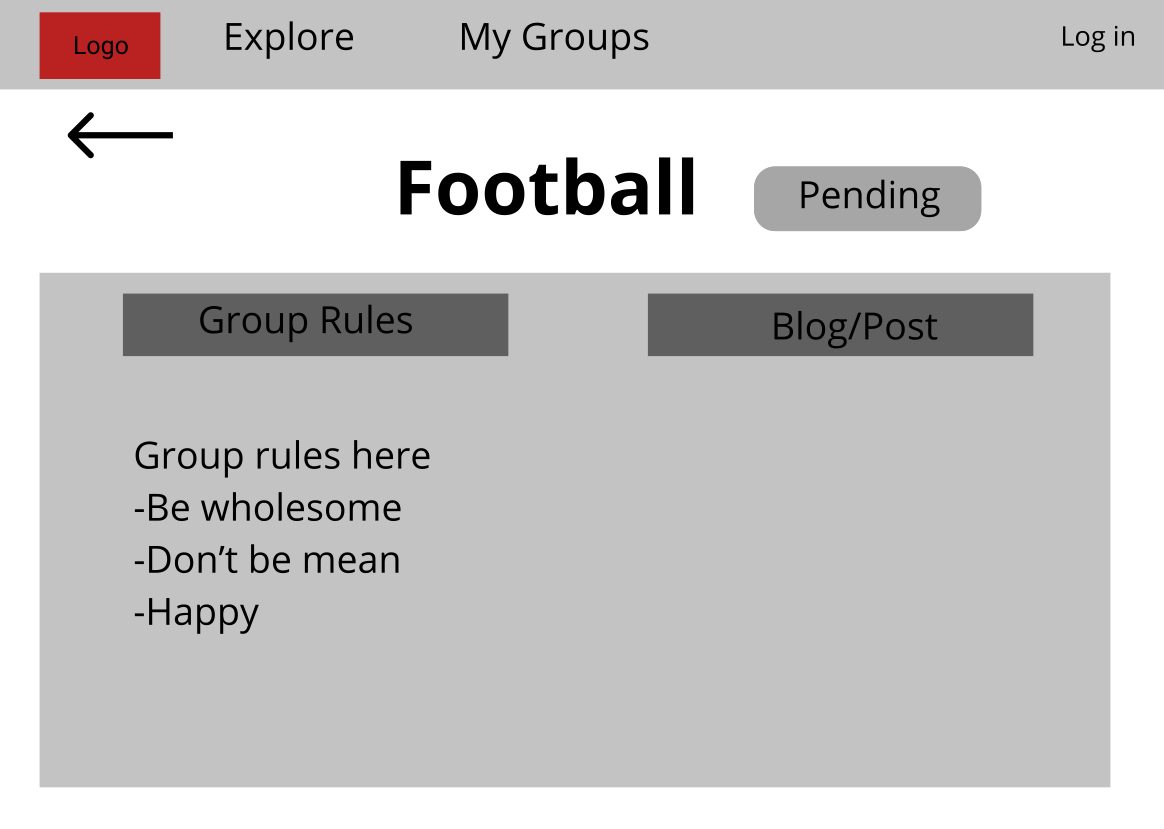 Logo
Explore
My Groups
Log in
Football
Pending
Group Rules
Blog/Post
Group rules here
-Be wholesome
-Don’t be mean
-Happy